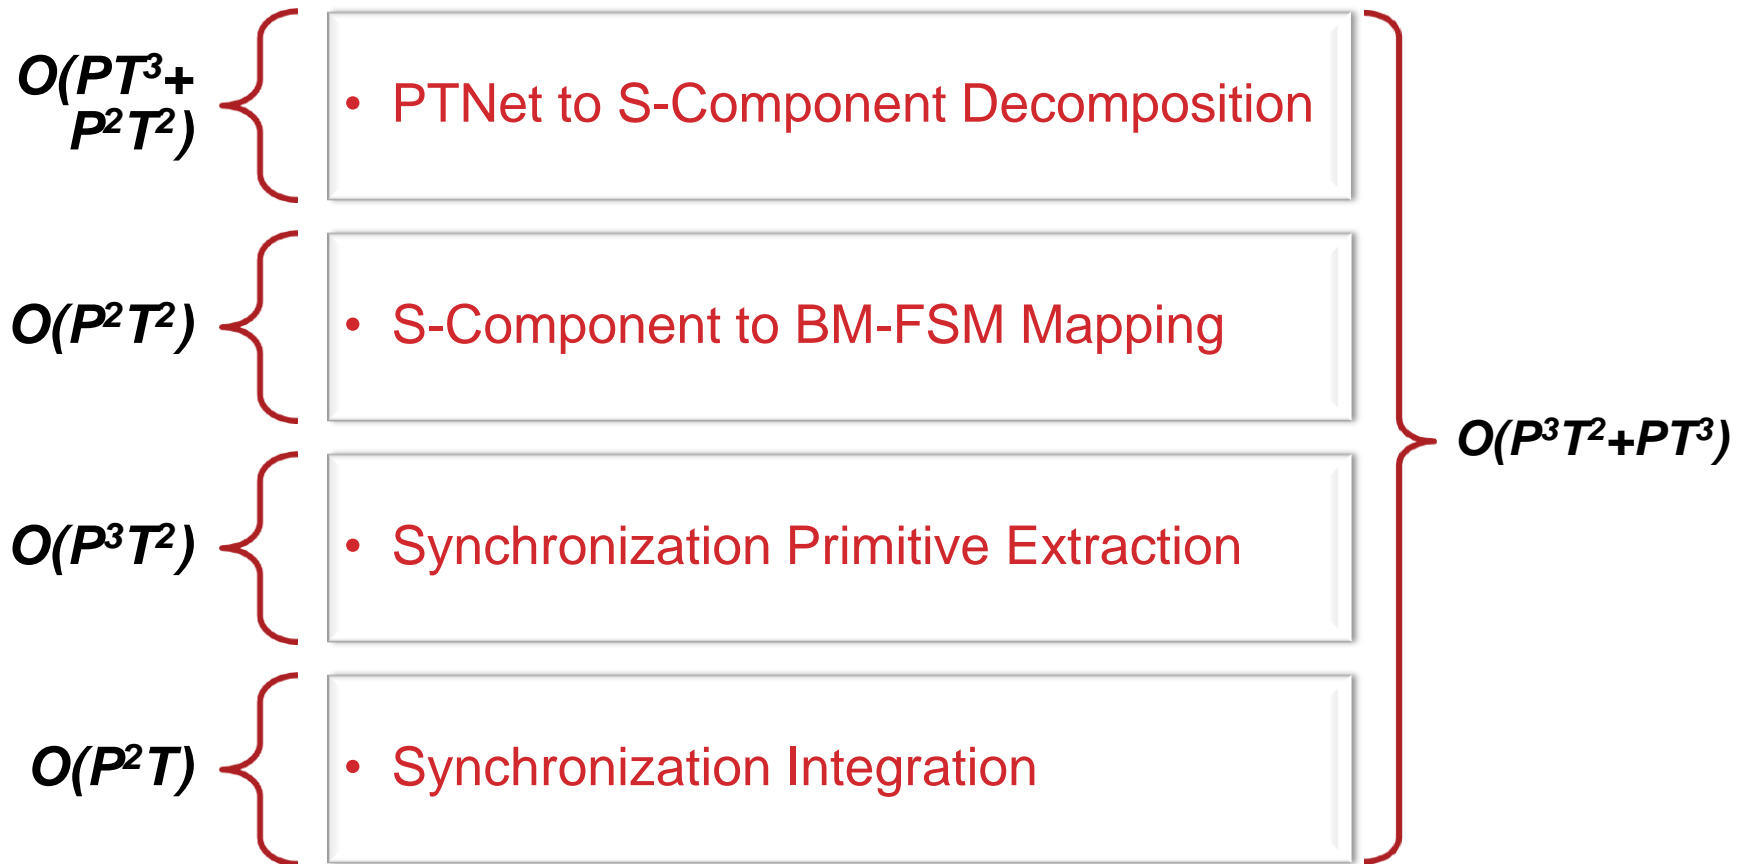 O(PT³+
P²T²)
• PTNet to S-Component Decomposition
O(P²T²)
• S-Component to BM-FSM Mapping
O(P³T²+PT³)
O(P³T²)
• Synchronization Primitive Extraction
O(P²T)
• Synchronization Integration